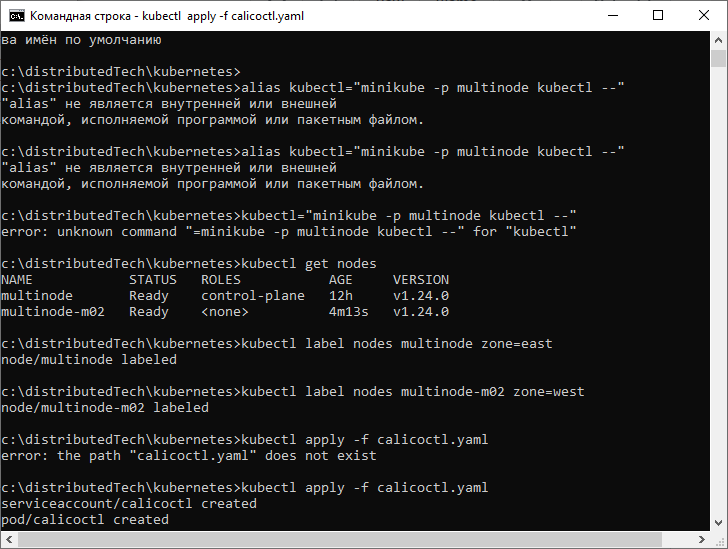 Командная строка - kubectl apply -f calicoctl.yaml
ва имён по умолчанию
c:\distributedTech\kubernetes>
c:\distributedTech\kubernetes>alias kubectl="minikube -p multinode kubectl --"
"alias" не является внутренней или внешней
командой, исполняемой программой или пакетным файлом.
c:\distributedTech\kubernetes>alias kubectl="minikube -p multinode kubectl --"
"alias" не является внутренней или внешней
командой, исполняемой программой или пакетным файлом.
c:\distributedTech\kubernetes>kubectl="minikube -p multinode kubectl --"
error: unknown command "=minikube -p multinode kubectl --" for "kubectl"
c:\distributedTech\kubernetes>kubectl get nodes
NAME            STATUS   ROLES           AGE     VERSION
multinode       Ready    control-plane   12h     v1.24.0
multinode-m02   Ready    <none>          4m13s   v1.24.0
c:\distributedTech\kubernetes>kubectl label nodes multinode zone=east
node/multinode labeled
c:\distributedTech\kubernetes>kubectl label nodes multinode-m02 zone=west
node/multinode-m02 labeled
c:\distributedTech\kubernetes>kubectl apply -f calicoctl.yaml
error: the path "calicoctl.yaml" does not exist
c:\distributedTech\kubernetes>kubectl apply -f calicoctl.yaml
serviceaccount/calicoctl created
pod/calicoctl created